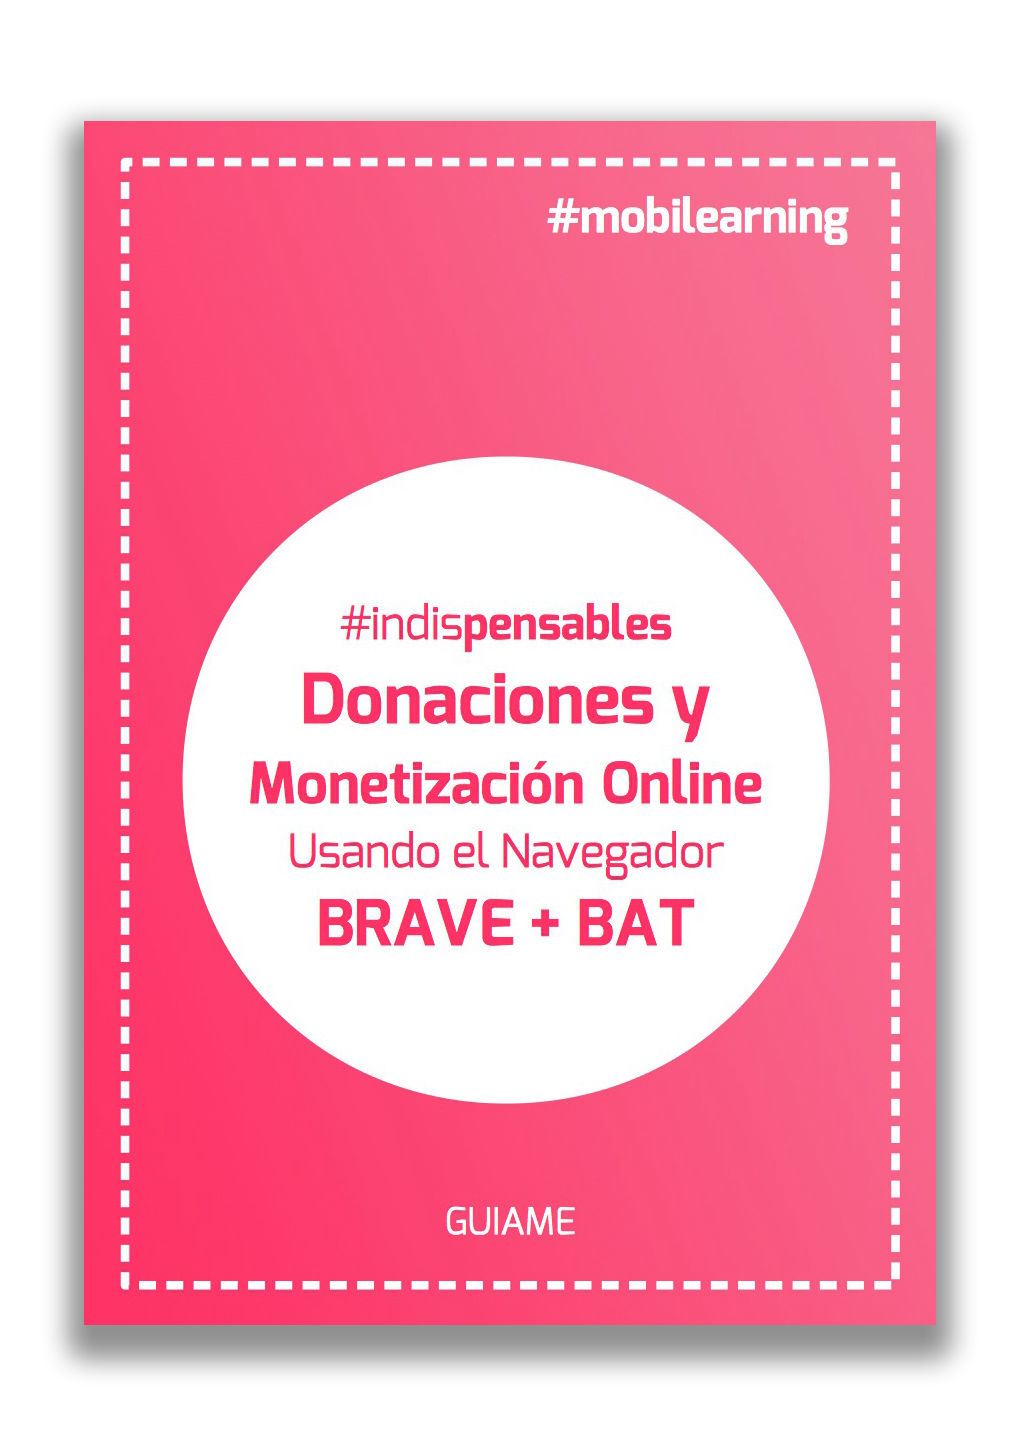 #mobilearning
#indispensables
Donaciones y
Monetización Online
Usando el Navegador
BRAVE + BAT
GUIAME